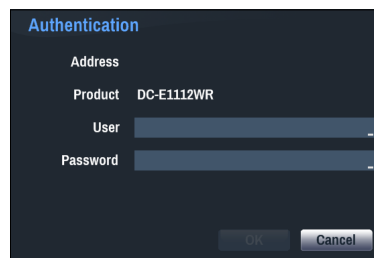 Authentication
Address
Product DC-E1112WR
User
Password
OK Cancel